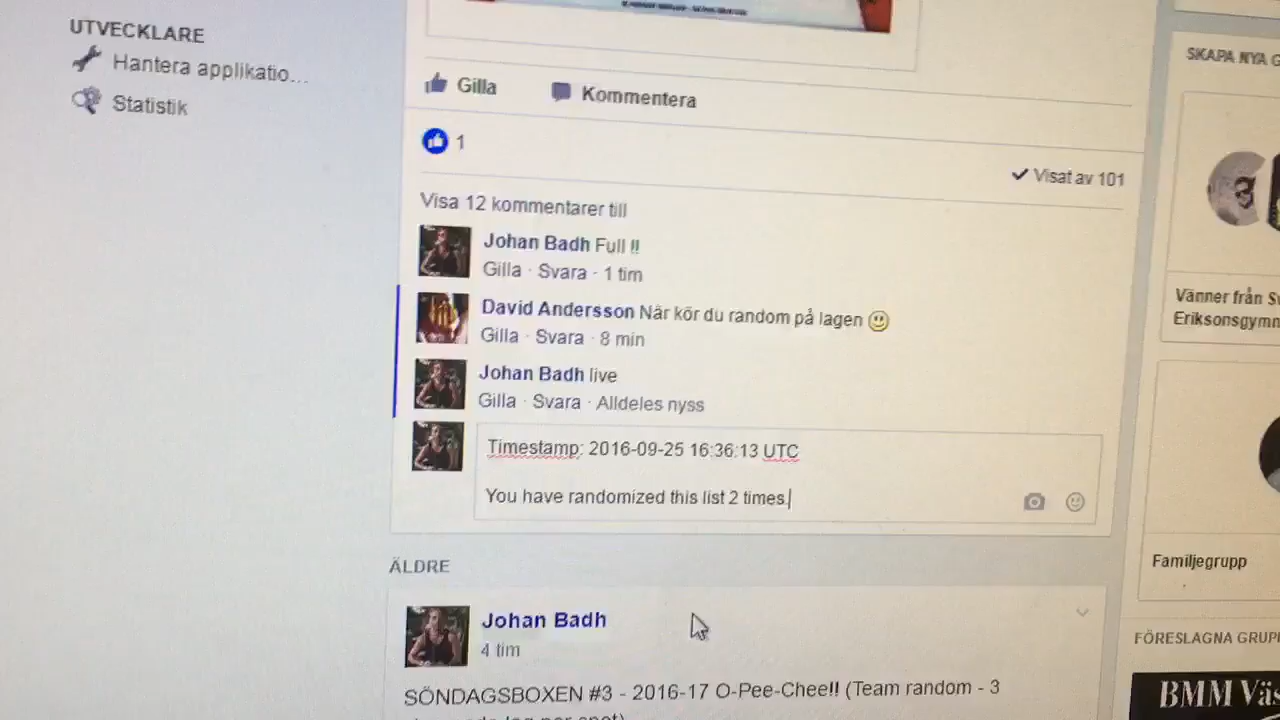 UTVECKLARE
Hantera applikatio...
Statistik
Gilla
Kommentera
1
Visat av 101
Visa 12 kommentarer till
Johan Badh Full !!
Gilla · Svara · 1 tim
David Andersson När kör du random på lagen
Gilla · Svara · 8 min
Johan Badh live
Gilla · Svara · Alldeles nyss
Timestamp: 2016-09-25 16:36:13 UTC
You have randomized this list 2 times.
ÄLDRE
Johan Badh
4 tim
SÖNDAGSBOXEN #3 - 2016-17 O-Pee-Chee!! (Team random - 3
SKAPA NYA G
Vänner från S
Eriksonsgymn
Familjegrupp
FÖRESLAGNA GRUP
BMM Väs